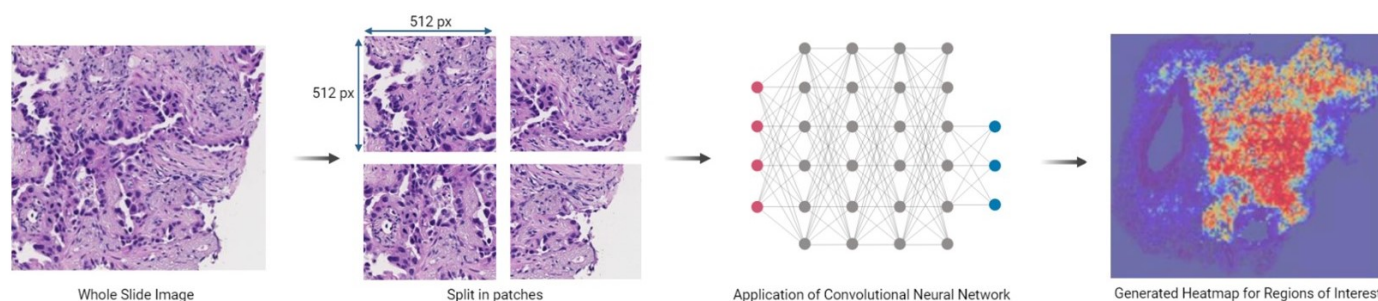 512 px
512 px
Whole Slide Image
Split in patches
Application of Convolutional Neural Network
Generated Heatmap for Regions of Interest